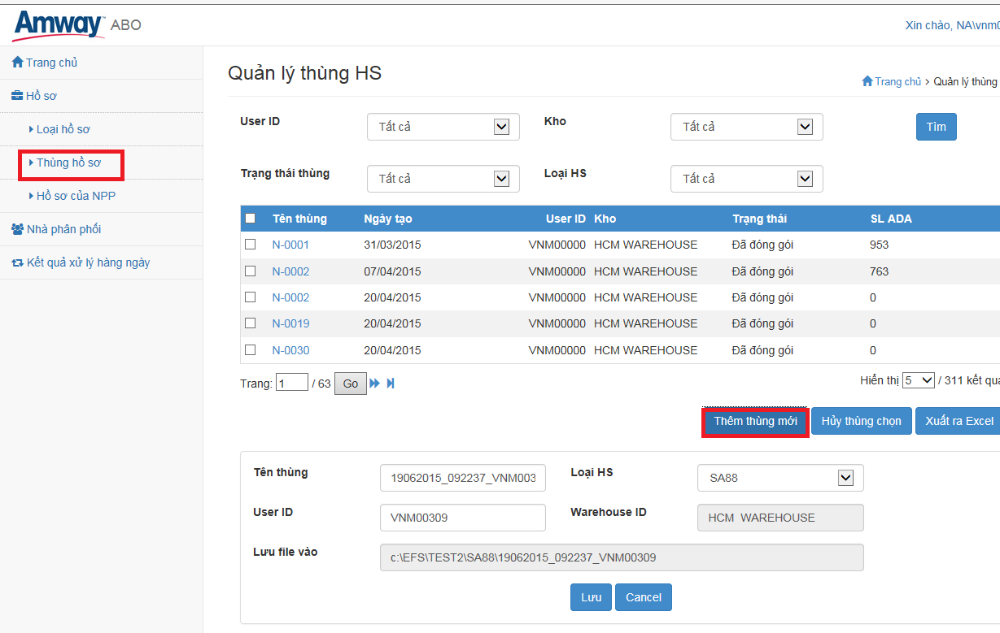 Amway ABO
Xin chào, NA\vnm0
Trang chủ
Hồ sơ
Loại hồ sơ
Thùng hồ sơ
Hồ sơ của NPP
Nhà phân phối
Kết quả xử lý hàng ngày
Quản lý thùng HS
Trang chủ > Quản lý thùng
User ID Tất cả Kho Tất cả Tìm
Trạng thái thùng Tất cả Loại HS Tất cả
Tên thùng Ngày tạo User ID Kho Trạng thái SL ADA
N-0001 31/03/2015 VNM00000 HCM WAREHOUSE Đã đóng gói 953
N-0002 07/04/2015 VNM00000 HCM WAREHOUSE Đã đóng gói 763
N-0002 20/04/2015 VNM00000 HCM WAREHOUSE Đã đóng gói 0
N-0019 20/04/2015 VNM00000 HCM WAREHOUSE Đã đóng gói 0
N-0030 20/04/2015 VNM00000 HCM WAREHOUSE Đã đóng gói 0
Trang: 1 / 63 Go Hiển thị 5 / 311 kết quả
Thêm thùng mới Hủy thùng chọn Xuất ra Excel
Tên thùng 19062015_092237_VNM003 Loại HS SA88
User ID VNM00309 Warehouse ID HCM WAREHOUSE
Lưu file vào c:\EFS\TEST2\SA88\19062015_092237_VNM00309
Lưu Cancel